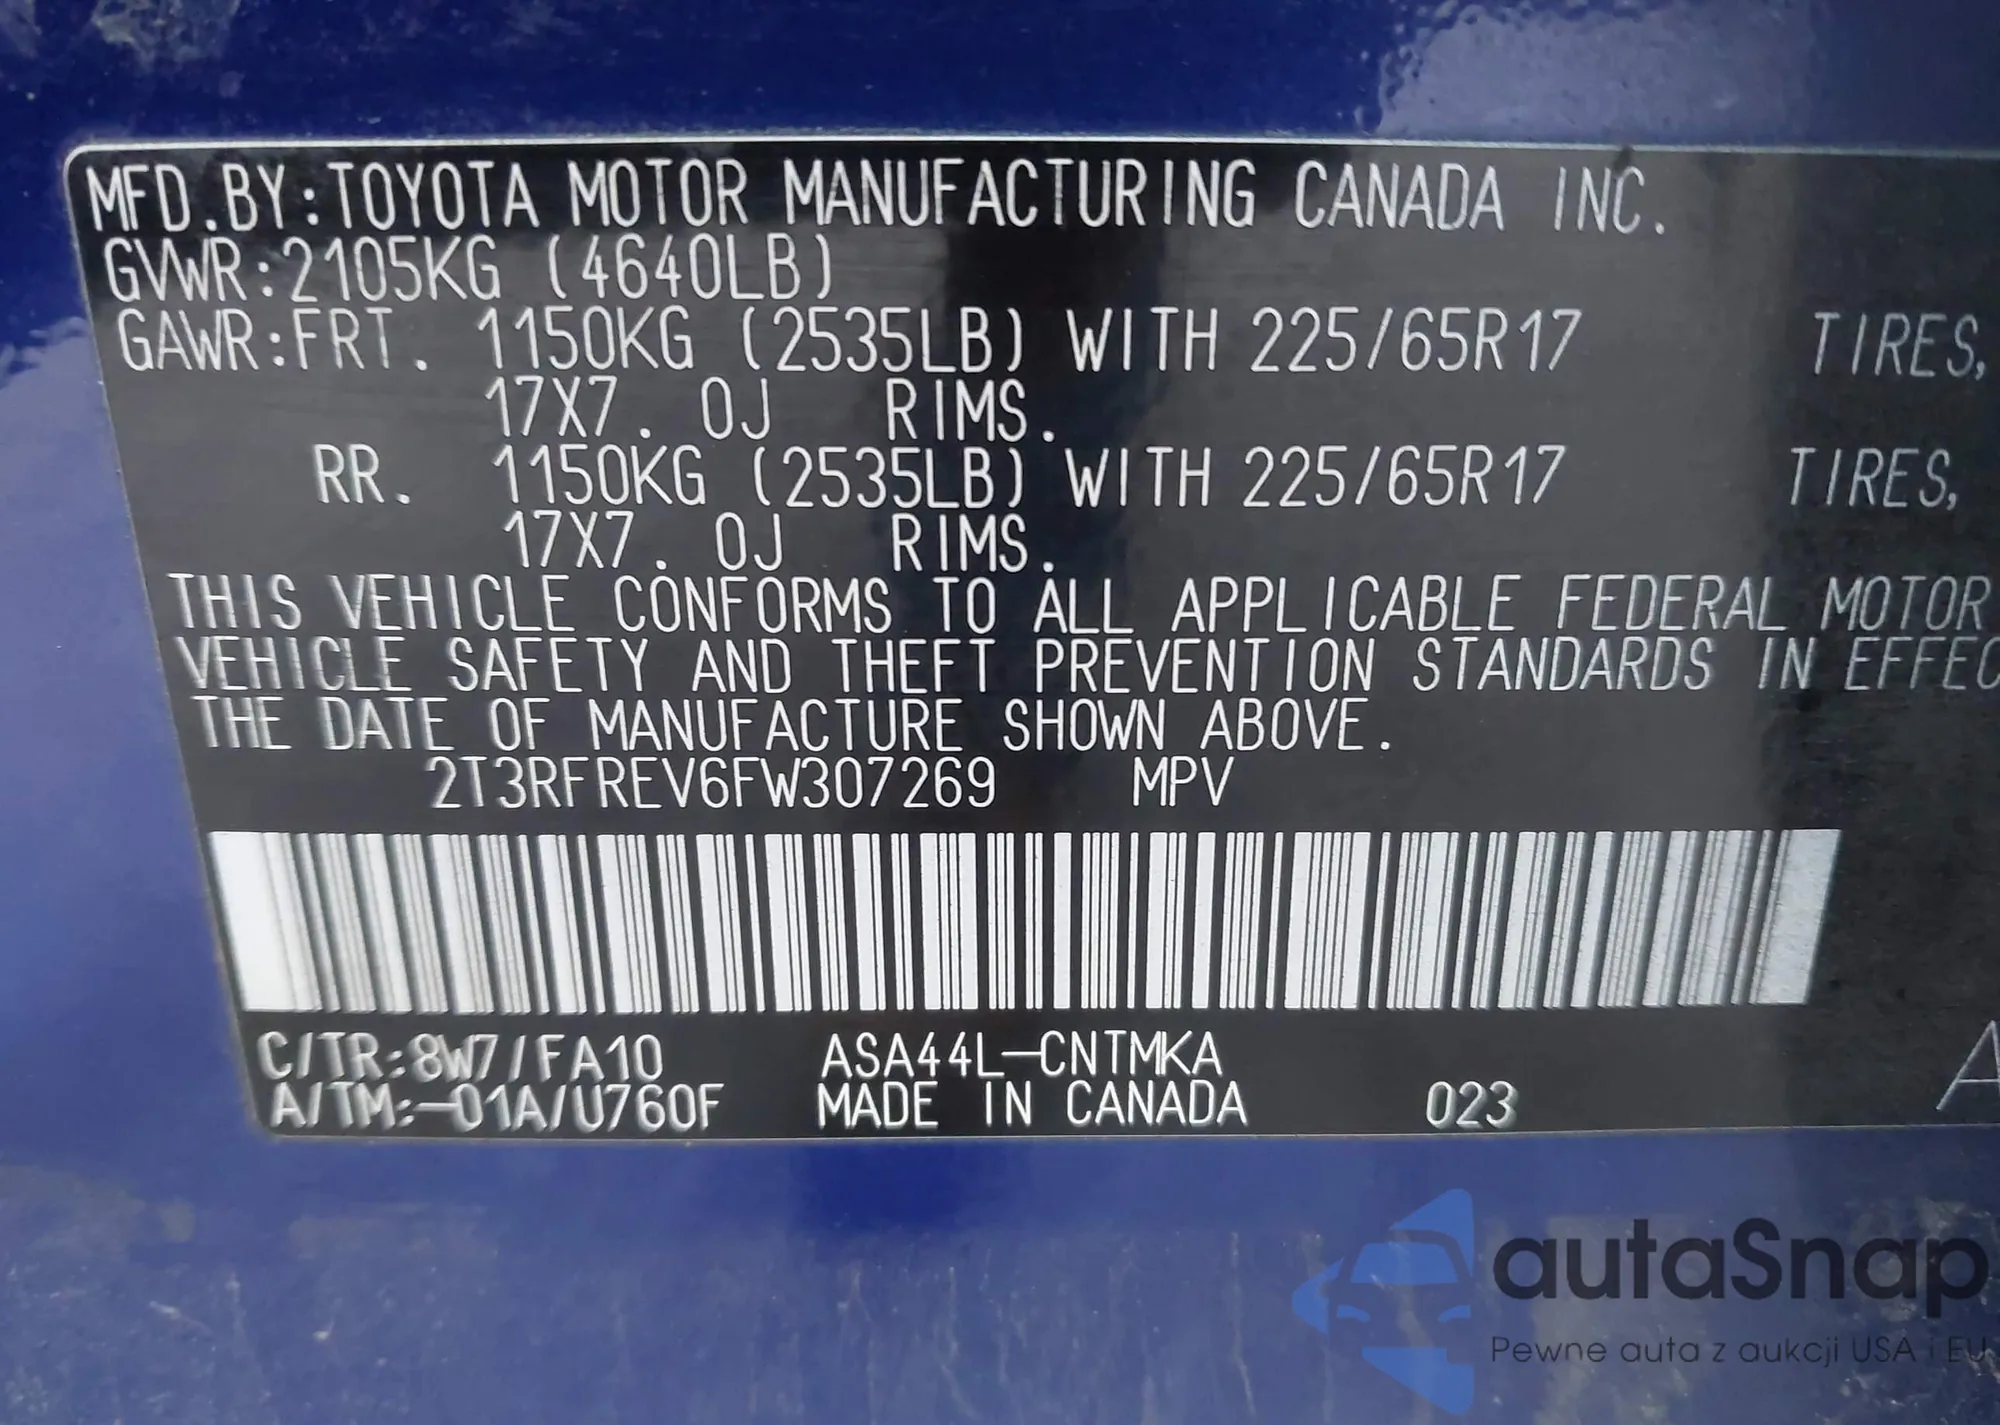 MFD.BY:TOYOTA MOTOR MANUFACTURING CANADA INC.
GVWR:2105KG (4640LB)
GAWR:FRT. 1150KG (2535LB) WITH 225/65R17 TIRES,
17X7.0J RIMS.
RR. 1150KG (2535LB) WITH 225/65R17 TIRES,
17X7.0J RIMS.
THIS VEHICLE CONFORMS TO ALL APPLICABLE FEDERAL MOTOR
VEHICLE SAFETY AND THEFT PREVENTION STANDARDS IN EFFEC
THE DATE OF MANUFACTURE SHOWN ABOVE.
2T3RFREV6FW307269 MPV
C/TR:8W7/FA10 ASA44L-CNTMKA A
A/TM:-01A/U760F MADE IN CANADA 023
autaSnap
Pewne auta z aukcji USA i EU